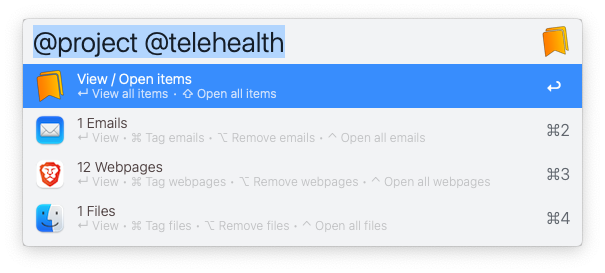 @project @telehealth
View / Open items
↩ View all items • ⇧ Open all items
↩
1 Emails
↩ View • ⌘ Tag emails • ⌥ Remove emails • ^ Open all emails
⌘2
12 Webpages
↩ View • ⌘ Tag webpages • ⌥ Remove webpages • ^ Open all webpages
⌘3
1 Files
↩ View • ⌘ Tag files • ⌥ Remove files • ^ Open all files
⌘4